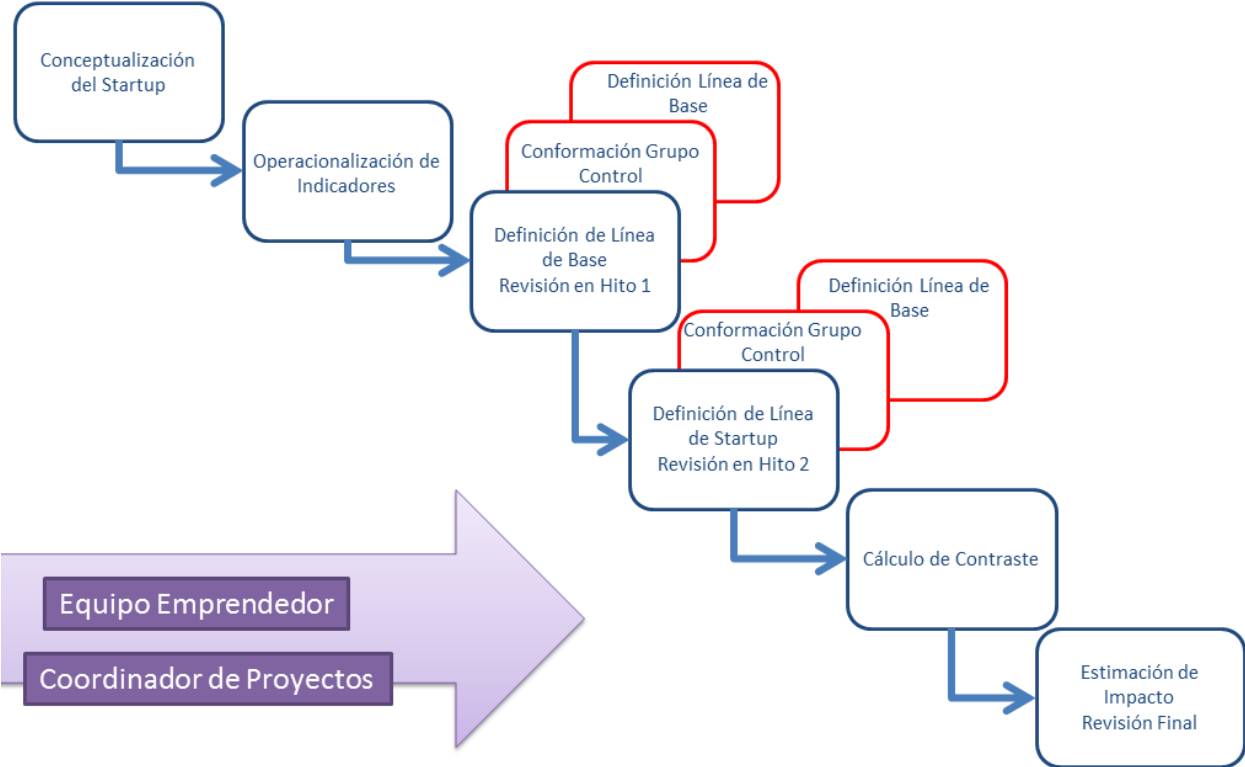 Conceptualización
del Startup
Operacionalización de
Indicadores
Definición Línea de
Base
Conformación Grupo
Control
Definición de Línea
de Base
Revisión en Hito 1
Definición Línea de
Base
Conformación Grupo
Control
Definición de Línea
de Startup
Revisión en Hito 2
Cálculo de Contraste
Estimación de
Impacto
Revisión Final
Equipo Emprendedor
Coordinador de Proyectos